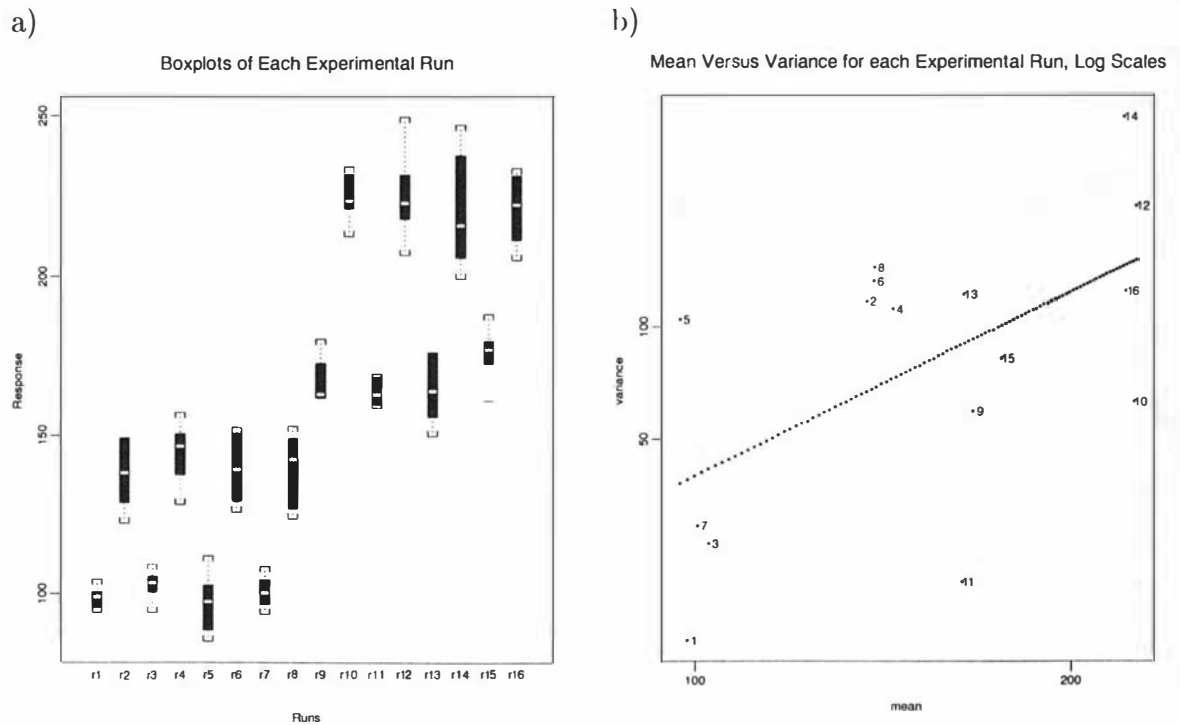 a)
Boxplots of Each Experimental Run
250
200
150
100
Response
r1 r2 r3 r4 r5 r6 r7 r8 r9 r10 r11 r12 r13 r14 r15 r16
Runs
b)
Mean Versus Variance for each Experimental Run, Log Scales
14
12
8
6
13
16
2
4
5
100
15
variance
10
9
50
7
3
11
1
100 200
mean